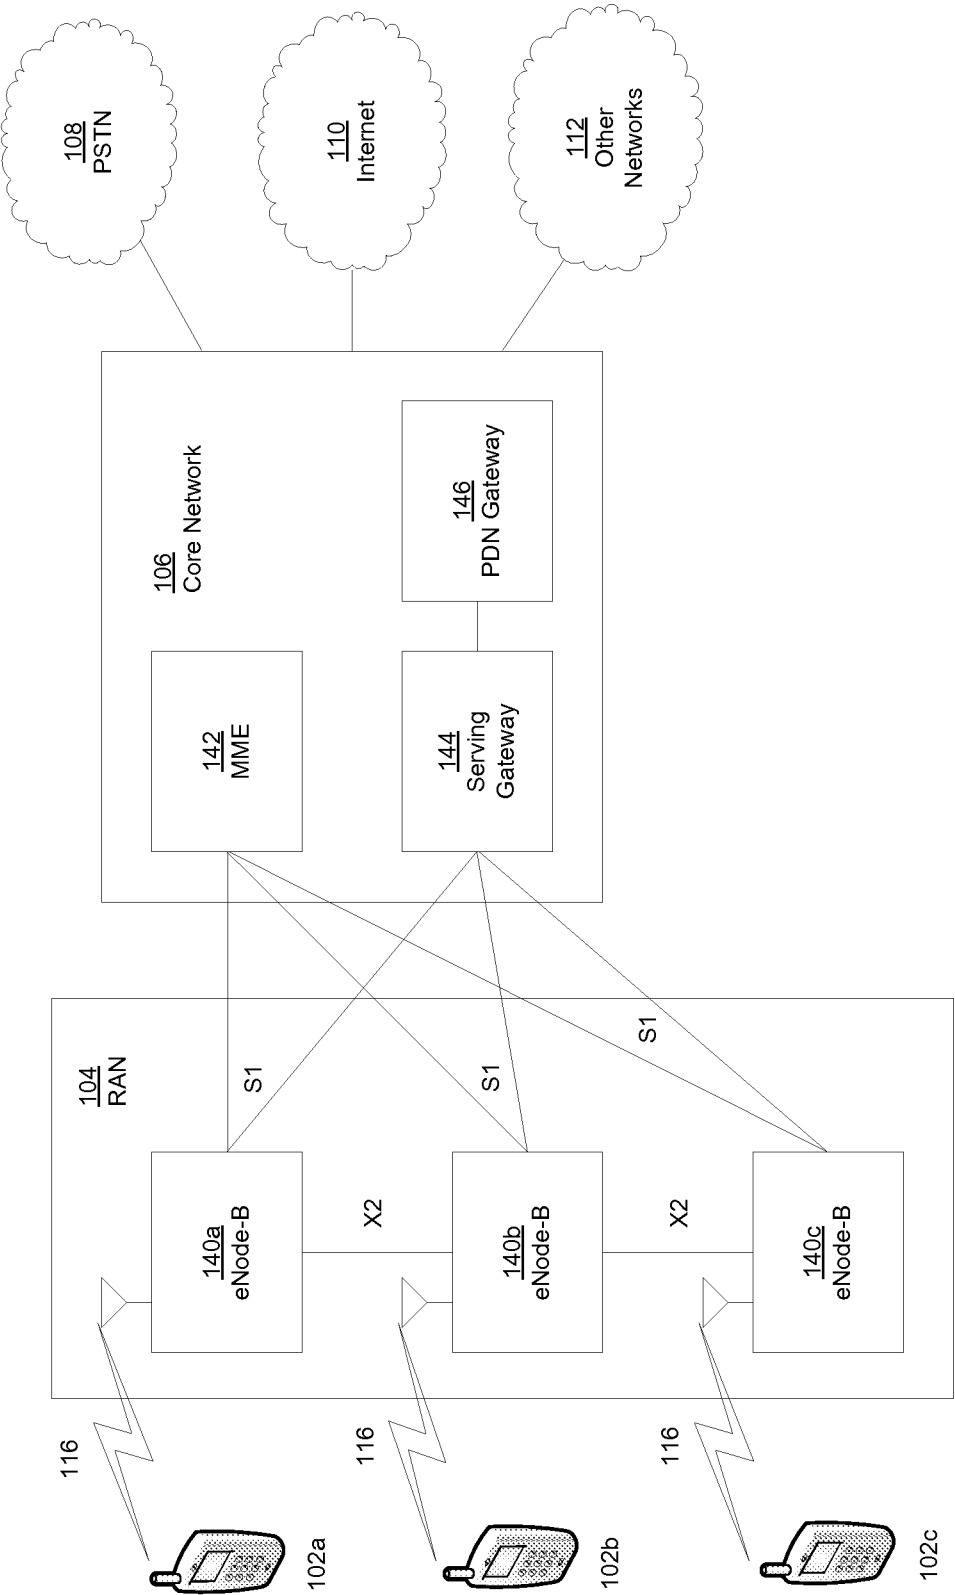 102a
116
104
RAN
140a
eNode-B
S1
142
MME
106
Core Network
108
PSTN
X2
102b
116
140b
eNode-B
S1
144
Serving
Gateway
146
PDN Gateway
110
Internet
X2
102c
116
140c
eNode-B
S1
112
Other
Networks